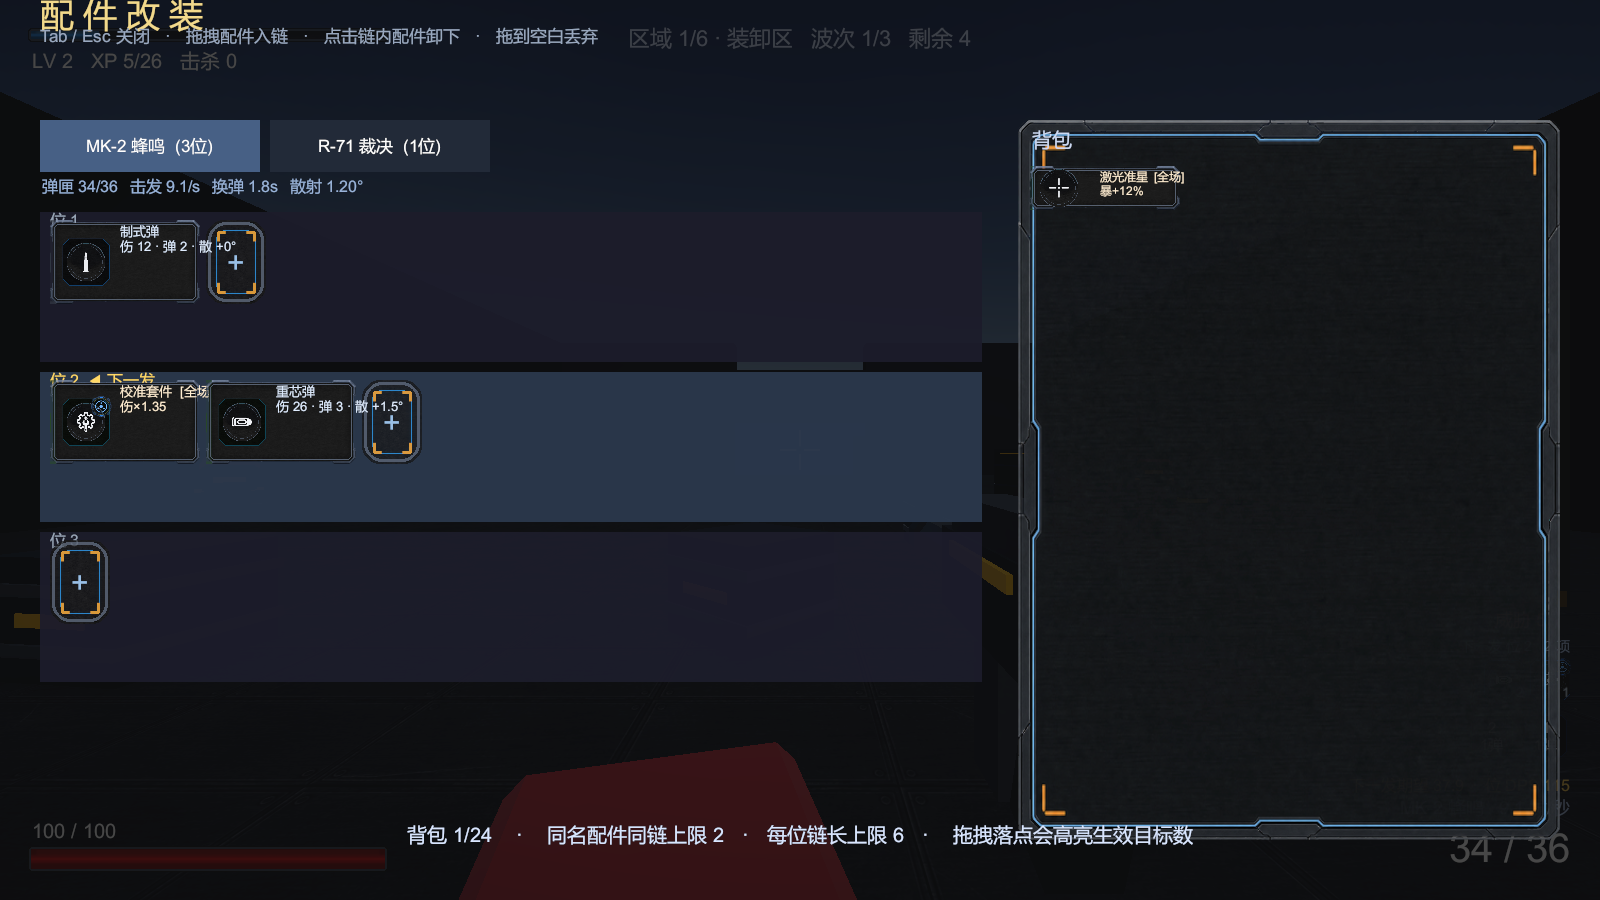 配件改装
Tab / Esc 关闭 · 拖拽配件入链 · 点击链内配件卸下 · 拖到空白丢弃
区域 1/6 · 装卸区 波次 1/3 剩余 4
LV 2 XP 5/26 击杀 0
MK-2 蜂鸣 (3位)
R-71 裁决 (1位)
弹匣 34/36 击发 9.1/s 换弹 1.8s 散射 1.20°
位 1
制式弹
伤 12 · 弹 2 · 散 +0°
+
位 2 ◀ 下一发
校准套件 [全场
伤×1.35
重芯弹
伤 26 · 弹 3 · 散 +1.5°
+
位 3
+
背包
激光准星 [全场]
暴+12%
100 / 100
背包 1/24 · 同名配件同链上限 2 · 每位链长上限 6 · 拖拽落点会高亮生效目标数
34 / 36